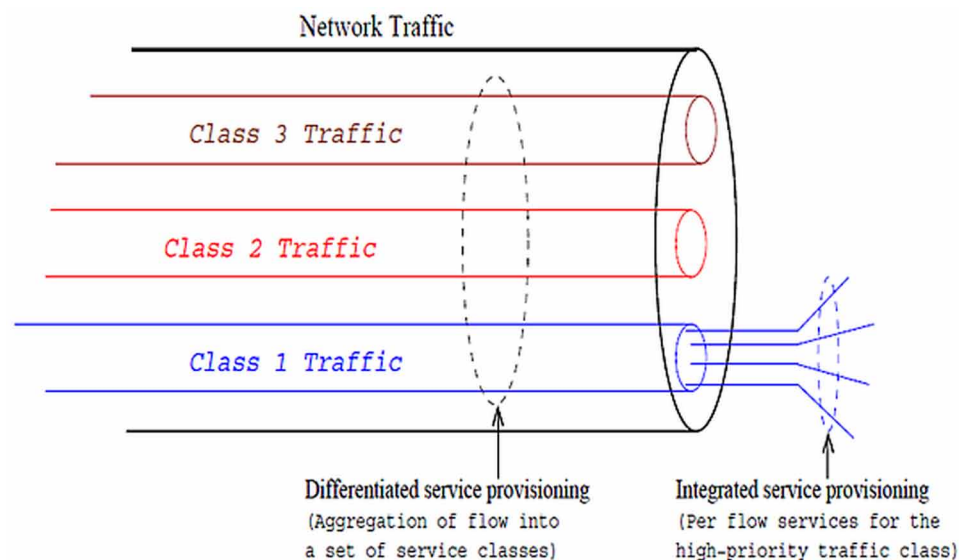 Network Traffic
Class 3 Traffic
Class 2 Traffic
Class 1 Traffic
Differentiated service provisioning
(Aggregation of flow into
a set of service classes)
Integrated service provisioning
(Per flow services for the
high-priority traffic class)